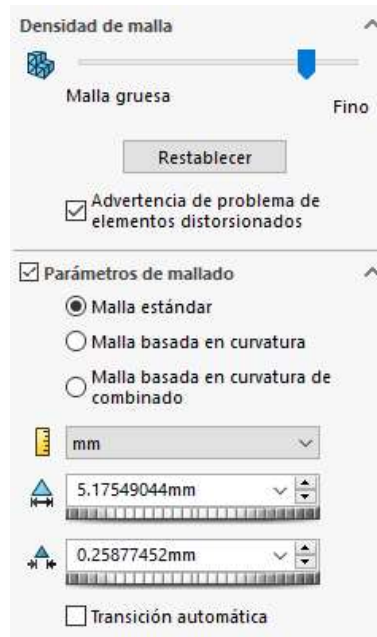 Densidad de malla
Malla gruesa
Fino
Restablecer
Advertencia de problema de
elementos distorsionados
Parámetros de mallado
Malla estándar
Malla basada en curvatura
Malla basada en curvatura de
combinado
mm
5.17549044mm
0.25877452mm
Transición automática